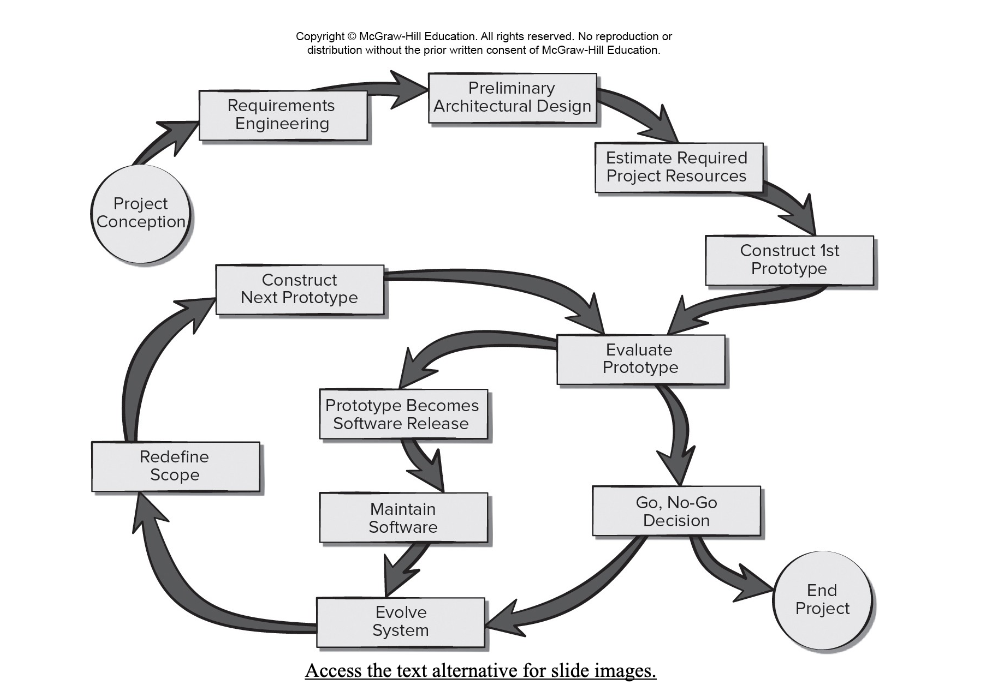 Copyright © McGraw-Hill Education. All rights reserved. No reproduction or
distribution without the prior written consent of McGraw-Hill Education.
Preliminary
Architectural Design
Requirements
Engineering
Estimate Required
Project Resources
Project
Conception
Construct 1st
Prototype
Construct
Next Prototype
Evaluate
Prototype
Prototype Becomes
Software Release
Redefine
Scope
Maintain
Software
Go, No-Go
Decision
End
Project
Evolve
System
Access the text alternative for slide images.